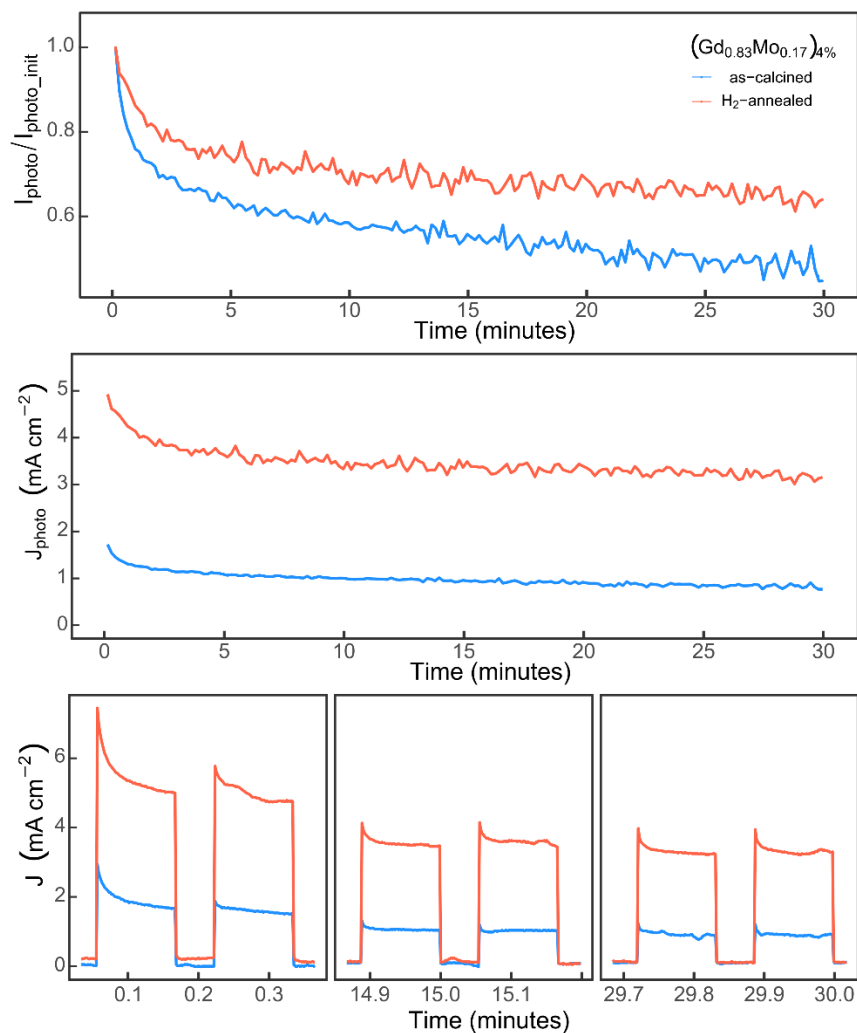 (Gd0.83Mo0.17)4%
as−calcined
H2−annealed
Iphoto/Iphoto_init
1.0
0.8
0.6
0 5 10 15 20 25 30
Time (minutes)
Jphoto (mA cm−2)
5
4
3
2
1
0
0 5 10 15 20 25 30
Time (minutes)
J (mA cm−2)
6
4
2
0
0.1 0.2 0.3 14.9 15.0 15.1 29.7 29.8 29.9 30.0
Time (minutes)